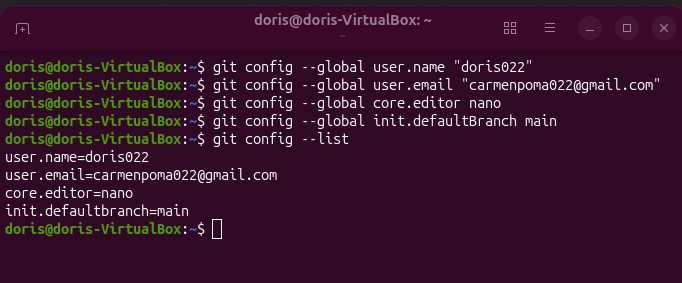 doris@doris-VirtualBox: ~
~
doris@doris-VirtualBox:~$ git config --global user.name "doris022"
doris@doris-VirtualBox:~$ git config --global user.email "carmenpoma022@gmail.com"
doris@doris-VirtualBox:~$ git config --global core.editor nano
doris@doris-VirtualBox:~$ git config --global init.defaultBranch main
doris@doris-VirtualBox:~$ git config --list
user.name=doris022
user.email=carmenpoma022@gmail.com
core.editor=nano
init.defaultbranch=main
doris@doris-VirtualBox:~$